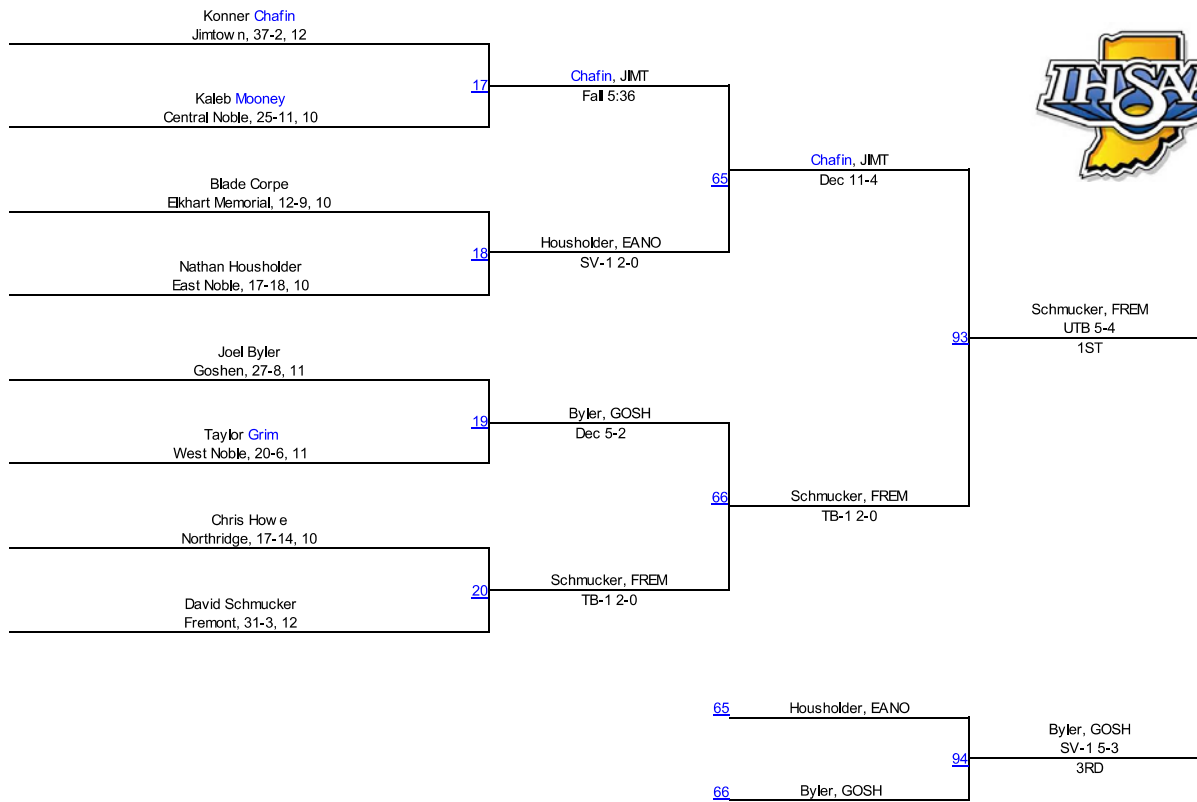 Konner Chafin
Jimtown, 37-2, 12
17
Chafin, JIMT
Fall 5:36
Kaleb Mooney
Central Noble, 25-11, 10
IHSAA
65
Chafin, JIMT
Dec 11-4
Blade Corpe
Elkhart Memorial, 12-9, 10
18
Housholder, EANO
SV-1 2-0
Nathan Housholder
East Noble, 17-18, 10
93
Schmucker, FREM
UTB 5-4
1ST
Joel Byler
Goshen, 27-8, 11
19
Byler, GOSH
Dec 5-2
Taylor Grim
West Noble, 20-6, 11
66
Schmucker, FREM
TB-1 2-0
Chris Howe
Northridge, 17-14, 10
20
Schmucker, FREM
TB-1 2-0
David Schmucker
Fremont, 31-3, 12
65
Housholder, EANO
94
Byler, GOSH
SV-1 5-3
3RD
66
Byler, GOSH